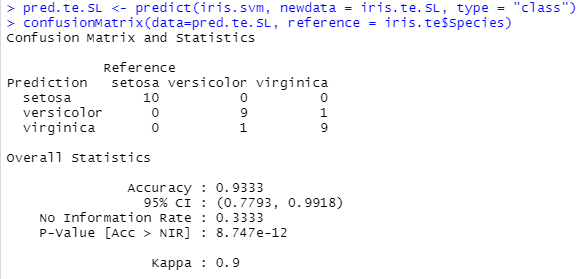 > pred.te.SL <- predict(iris.svm, newdata = iris.te.SL, type = "class")
> confusionMatrix(data=pred.te.SL, reference = iris.te$Species)
Confusion Matrix and Statistics
Reference
Prediction setosa versicolor virginica
setosa 10 0 0
versicolor 0 9 1
virginica 0 1 9
Overall Statistics
Accuracy : 0.9333
95% CI : (0.7793, 0.9918)
No Information Rate : 0.3333
P-Value [Acc > NIR] : 8.747e-12
Kappa : 0.9